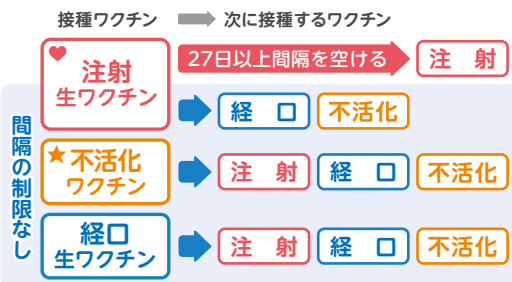 接種ワクチン 次に接種するワクチン
注射
生ワクチン
27日以上間隔を空ける
注 射
経 口
不活化
間隔の制限なし
不活化
ワクチン
注 射
経 口
不活化
経口
生ワクチン
注 射
経 口
不活化